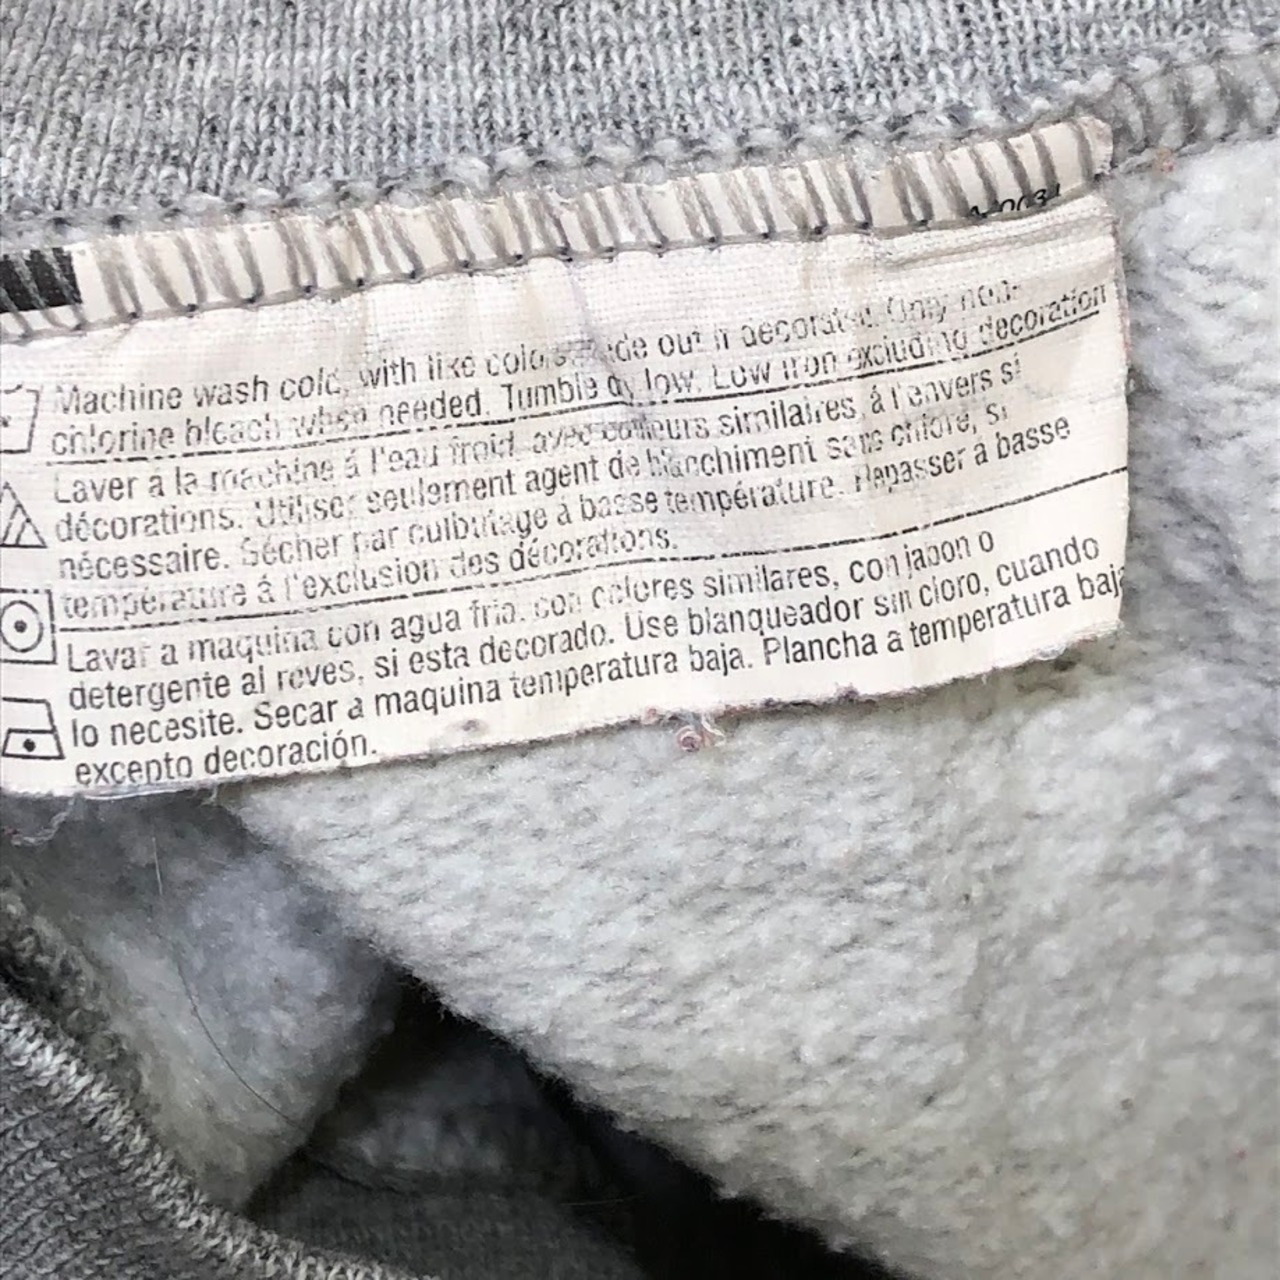 Machine wash cold, with like colors, inside out if decorated. Only non-
chlorine bleach when needed. Tumble dry low. Low iron excluding decoration
Laver á la machine á l'eau froid, avec couleurs similaires, á l'envers si
décorations. Utiliser seulement agent de blanchiment sans chlore, si
nécessaire. Sécher par culbutage á basse température. Repasser á basse
température á l'exclusion des décorations.
Lavar a maquina con agua fria, con colores similares, con jabon o
detergente al reves, si esta decorado. Use blanqueador sin cloro, cuando
lo necesite. Secar a maquina temperatura baja. Plancha a temperatura baja
excepto decoración.